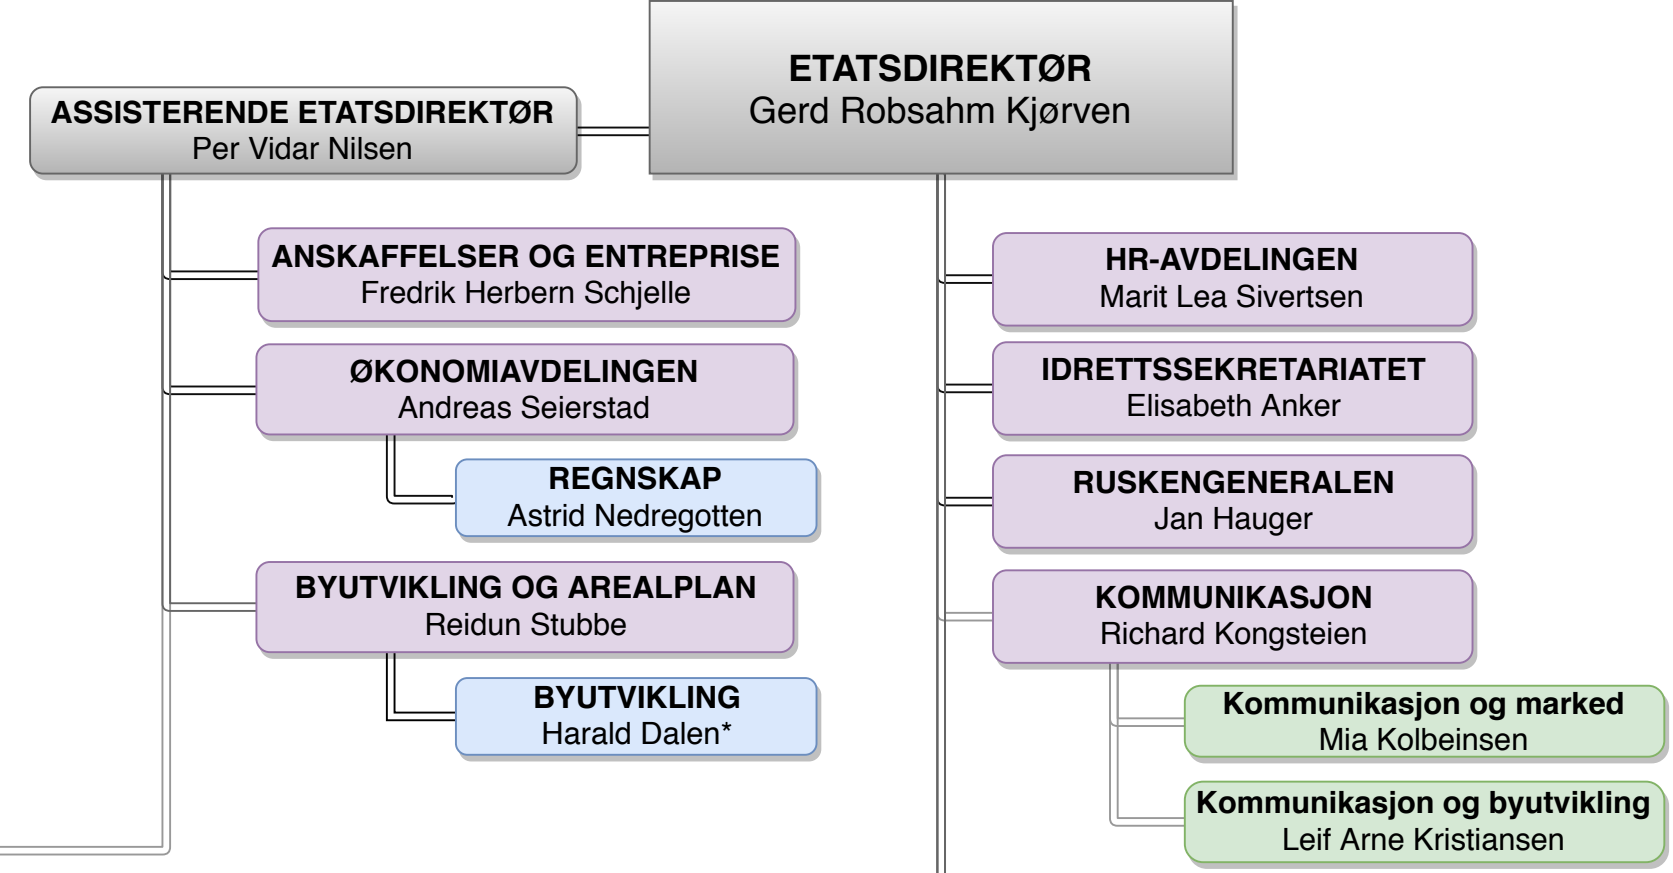 ETATSDIREKTØR
Gerd Robsahm Kjørven
ASSISTERENDE ETATSDIREKTØR
Per Vidar Nilsen
ANSKAFFELSER OG ENTREPRISE
Fredrik Herbern Schjelle
ØKONOMIAVDELINGEN
Andreas Seierstad
REGNSKAP
Astrid Nedregotten
BYUTVIKLING OG AREALPLAN
Reidun Stubbe
BYUTVIKLING
Harald Dalen*
HR-AVDELINGEN
Marit Lea Sivertsen
IDRETTSSEKRETARIATET
Elisabeth Anker
RUSKENGENERALEN
Jan Hauger
KOMMUNIKASJON
Richard Kongsteien
Kommunikasjon og marked
Mia Kolbeinsen
Kommunikasjon og byutvikling
Leif Arne Kristiansen